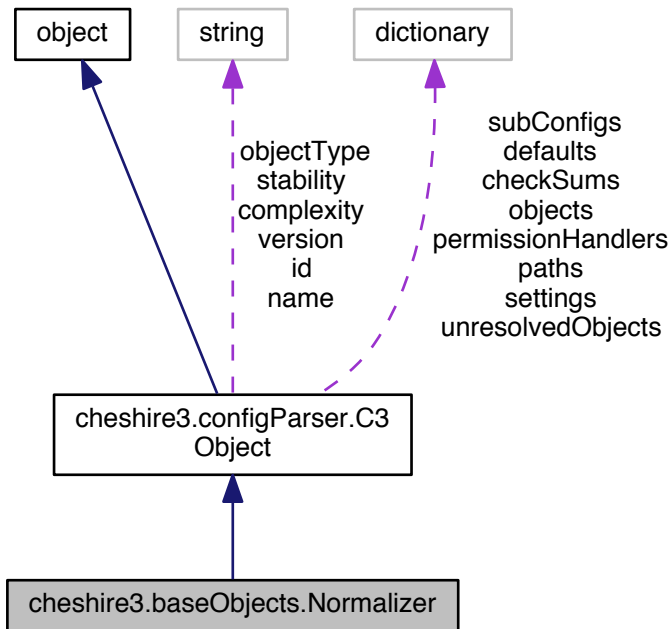 object
string
dictionary
objectType
stability
complexity
version
id
name
subConfigs
defaults
checkSums
objects
permissionHandlers
paths
settings
unresolvedObjects
cheshire3.configParser.C3
Object
cheshire3.baseObjects.Normalizer